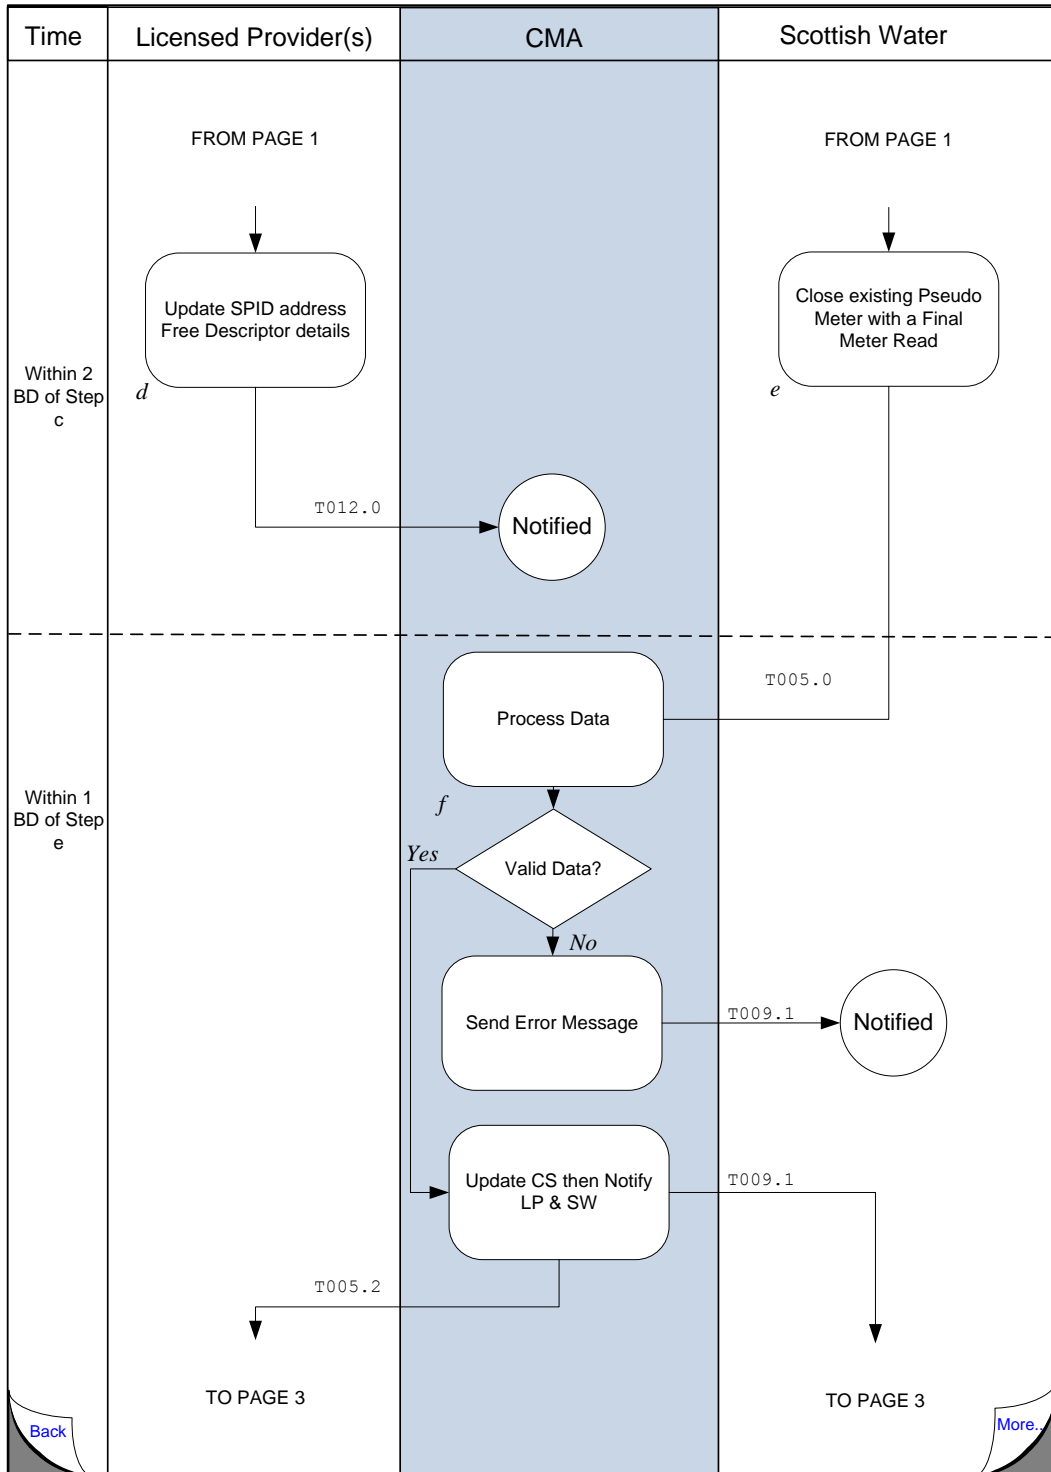 Time
Licensed Provider(s)
CMA
Scottish Water
FROM PAGE 1
FROM PAGE 1
Update SPID address
Free Descriptor details
Close existing Pseudo
Meter with a Final
Meter Read
Within 2
BD of Step
c
d
e
T012.0
Notified
T005.0
Process Data
Within 1
BD of Step
e
f
Yes
Valid Data?
No
Send Error Message
T009.1
Notified
Update CS then Notify
LP & SW
T009.1
T005.2
TO PAGE 3
TO PAGE 3
Back
More..